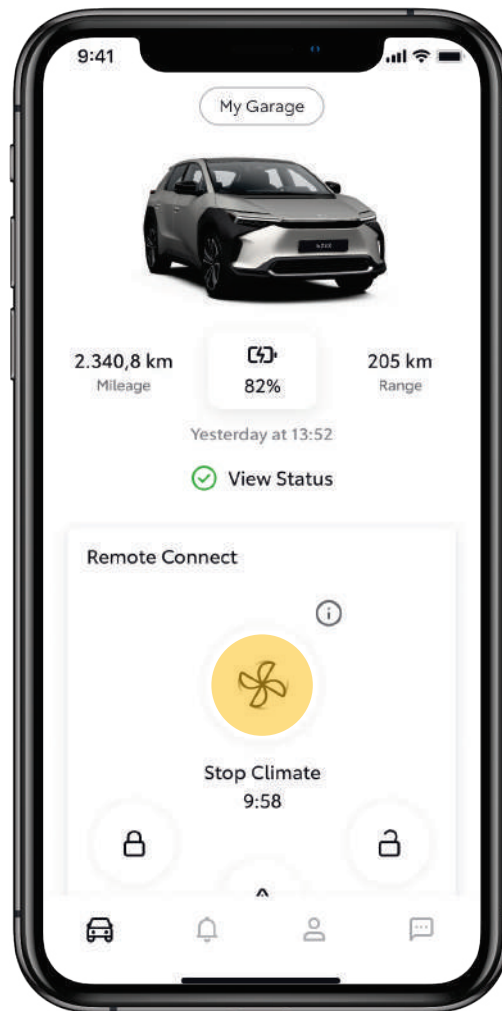 9:41
My Garage
2.340,8 km
Mileage
82%
205 km
Range
Yesterday at 13:52
View Status
Remote Connect
Stop Climate
9:58